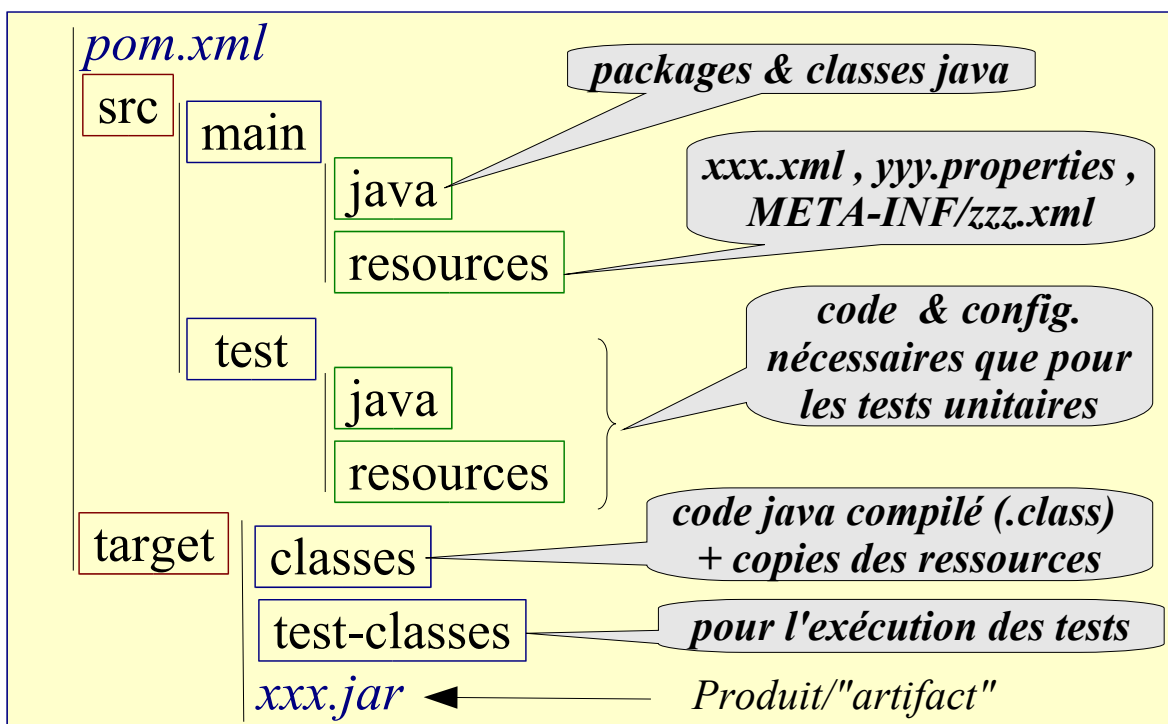 pom.xml
src
packages & classes java
main
java
xxx.xml , yyy.properties ,
META-INF/zzz.xml
resources
test
code & config.
nécessaires que pour
les tests unitaires
java
resources
target
classes
code java compilé (.class)
+ copies des ressources
test-classes
pour l'exécution des tests
xxx.jar
Produit/"artifact"